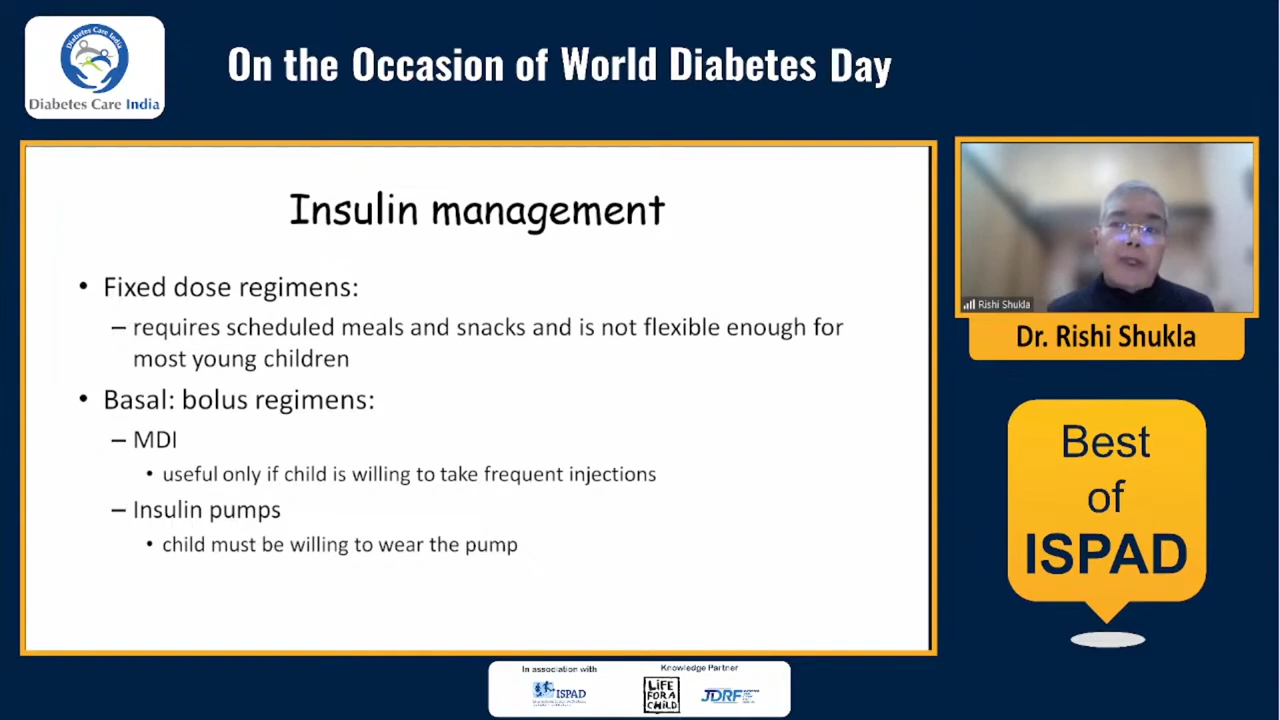 Diabetes Care India
Diabetes Care India
On the Occasion of World Diabetes Day
Insulin management
• Fixed dose regimens:
– requires scheduled meals and snacks and is not flexible enough for
most young children
• Basal: bolus regimens:
– MDI
• useful only if child is willing to take frequent injections
– Insulin pumps
• child must be willing to wear the pump
Rishi Shukla
Dr. Rishi Shukla
Best
of
ISPAD
In association with
ISPAD
Knowledge Partner
LiFE
FOR A
CHiLD
JDRF